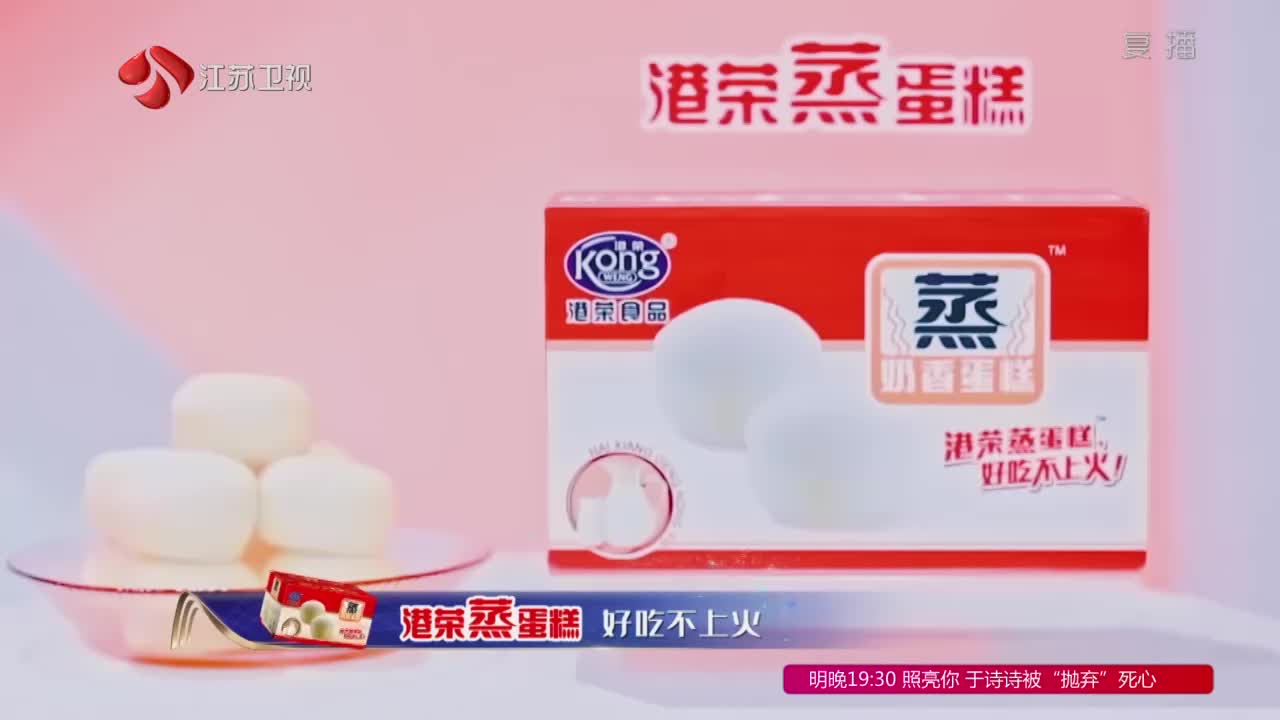 江苏卫视
复播
港荣蒸蛋糕
港荣
Kong
WENG
®
港荣食品
TM
蒸
奶香蛋糕
港荣蒸蛋糕
好吃不上火!
蒸
港荣蒸蛋糕 好吃不上火
明晚19:30 照亮你 于诗诗被“抛弃”死心